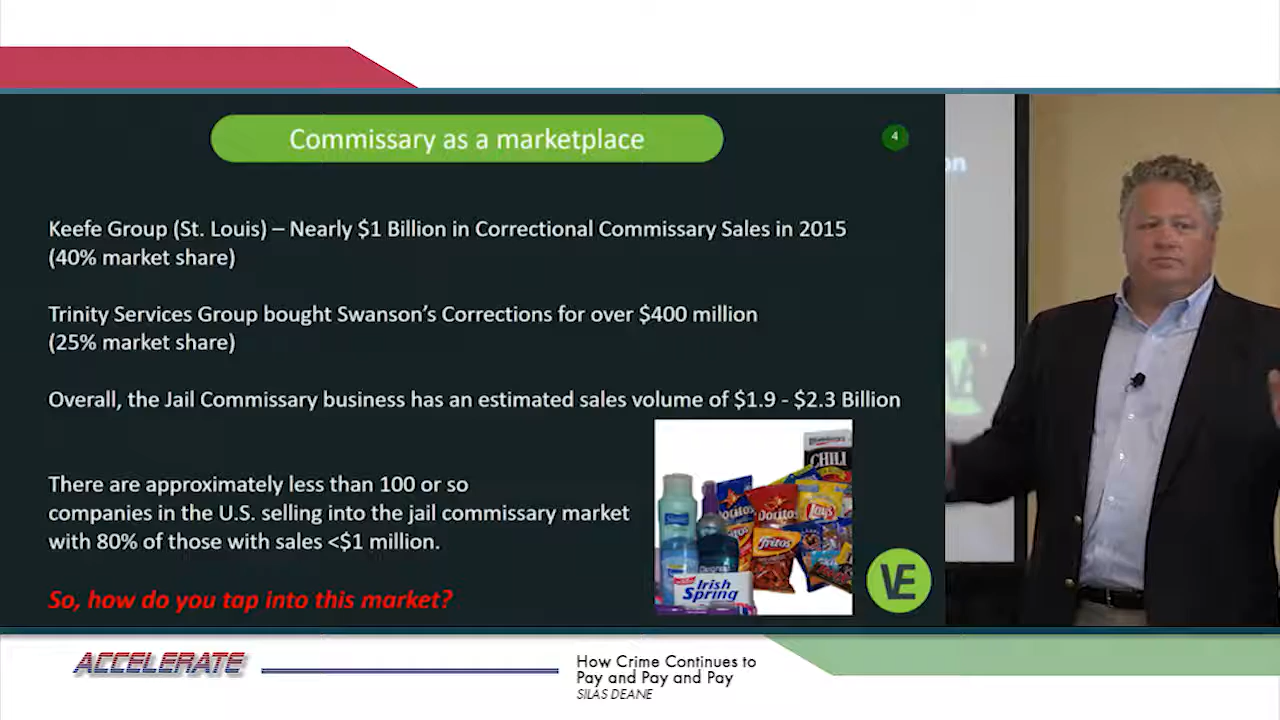 Commissary as a marketplace
4
on
Keefe Group (St. Louis) – Nearly $1 Billion in Correctional Commissary Sales in 2015
(40% market share)
Trinity Services Group bought Swanson's Corrections for over $400 million
(25% market share)
Overall, the Jail Commissary business has an estimated sales volume of $1.9 - $2.3 Billion
There are approximately less than 100 or so
companies in the U.S. selling into the jail commissary market
with 80% of those with sales <$1 million.
So, how do you tap into this market?
CHILI
Doritos
Doritos
Lay's
Fritos
Irish
Spring
VE
VE
ACCELERATE
How Crime Continues to
Pay and Pay and Pay
SILAS DEANE